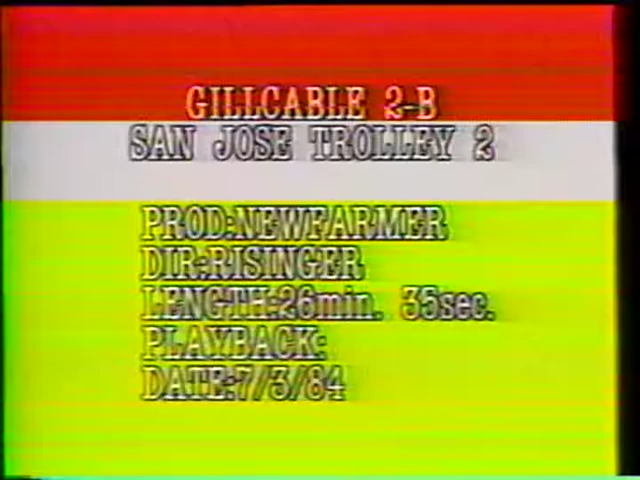 GILLCABLE 2-B
SAN JOSE TROLLEY 2
PROD:NEWFARMER
DIR:RISINGER
LENGTH:26min. 35sec.
PLAYBACK:
DATE:7/3/84